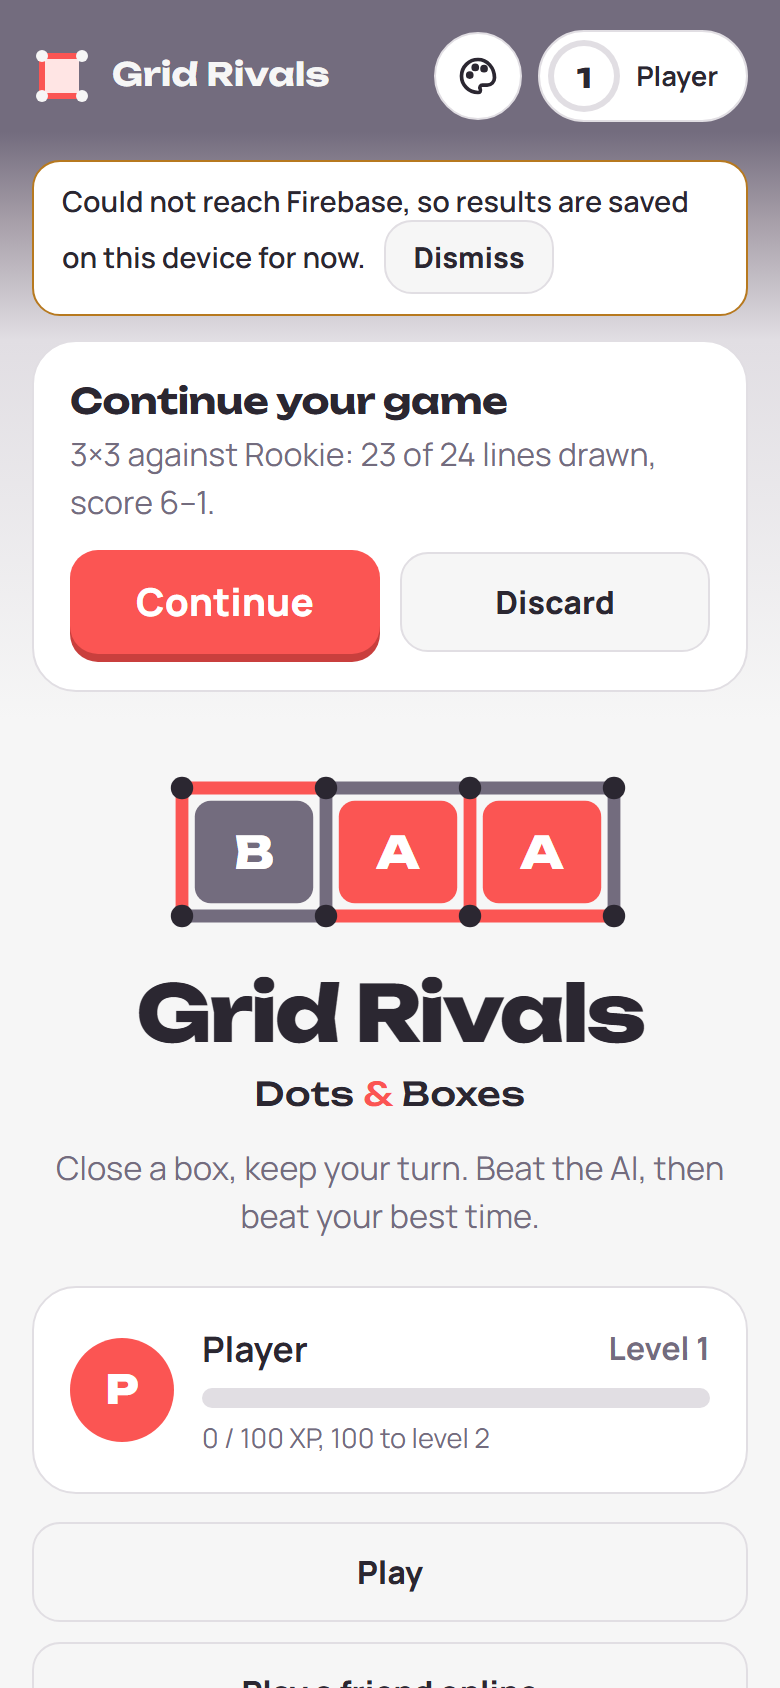 Grid Rivals
1
Player
Could not reach Firebase, so results are saved
on this device for now.
Dismiss
Continue your game
3×3 against Rookie: 23 of 24 lines drawn,
score 6–1.
Continue
Discard
B A A
Grid Rivals
Dots & Boxes
Close a box, keep your turn. Beat the AI, then
beat your best time.
P
Player
Level 1
0 / 100 XP, 100 to level 2
Play
Play a friend online